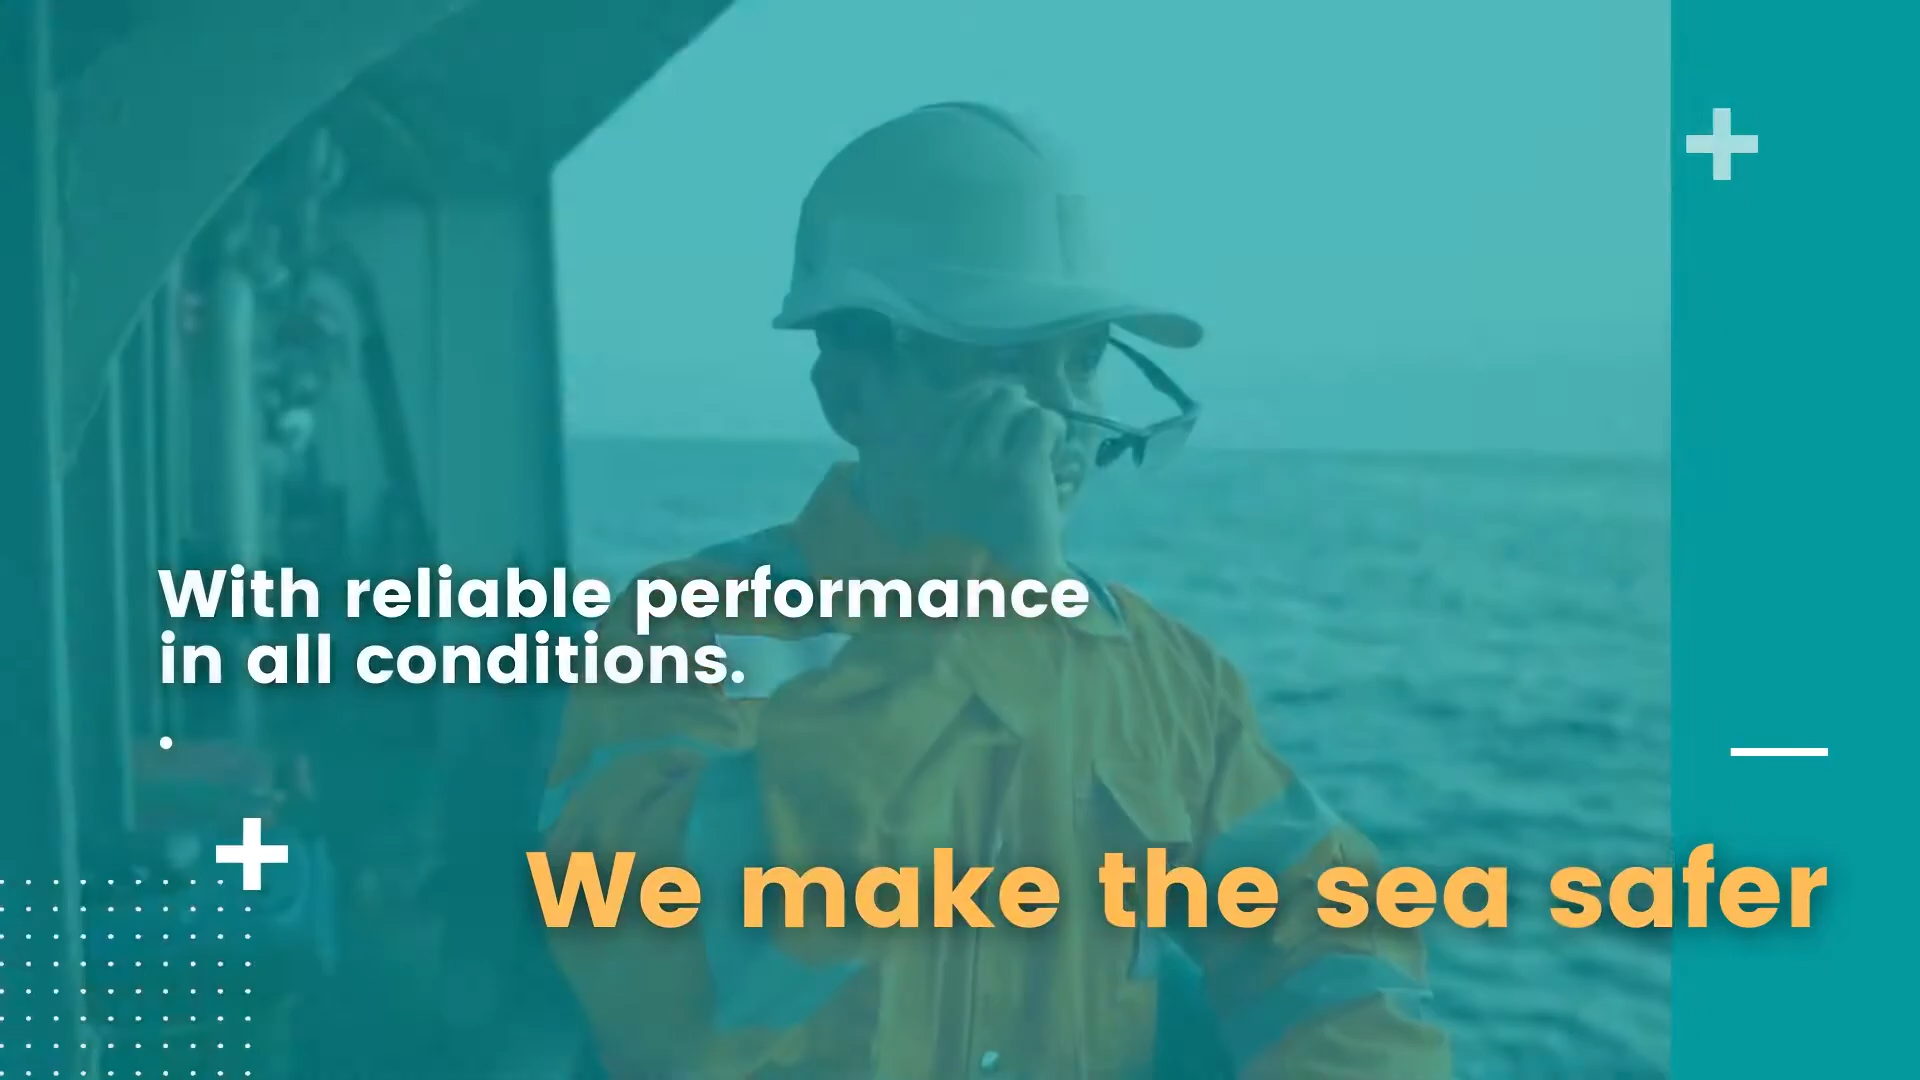 With reliable performance
in all conditions.
.
We make the sea safer